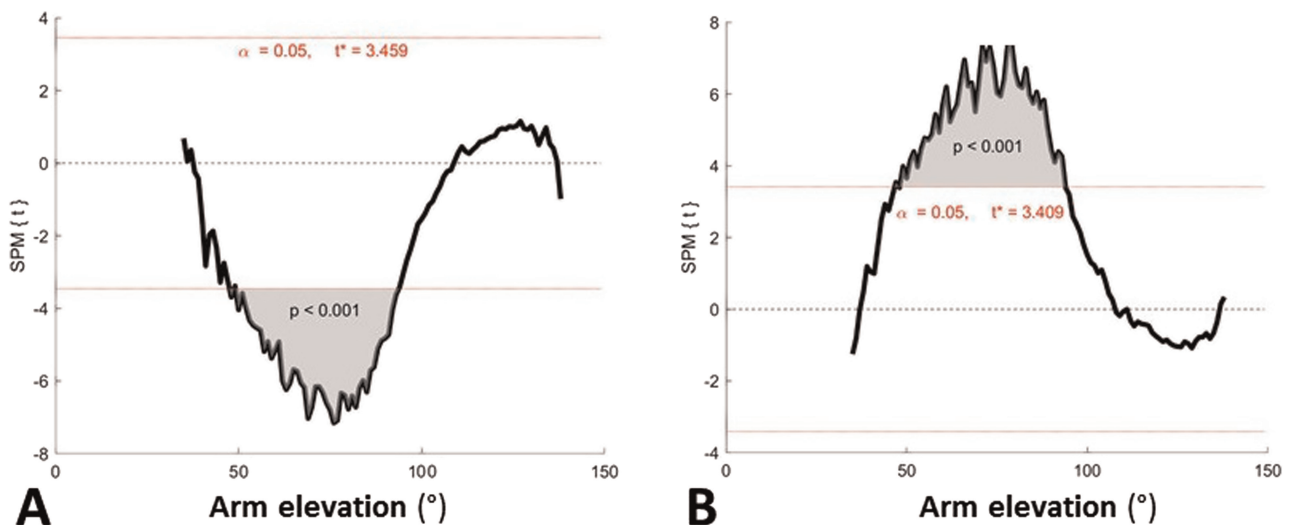 4
α = 0.05, t* = 3.459
2
0
-2
-4
-6
-8
SPM { t }
p < 0.001
0 50 100 150
A Arm elevation (°)
8
6
4
2
0
-2
-4
SPM { t }
p < 0.001
α = 0.05, t* = 3.409
0 50 100 150
B Arm elevation (°)